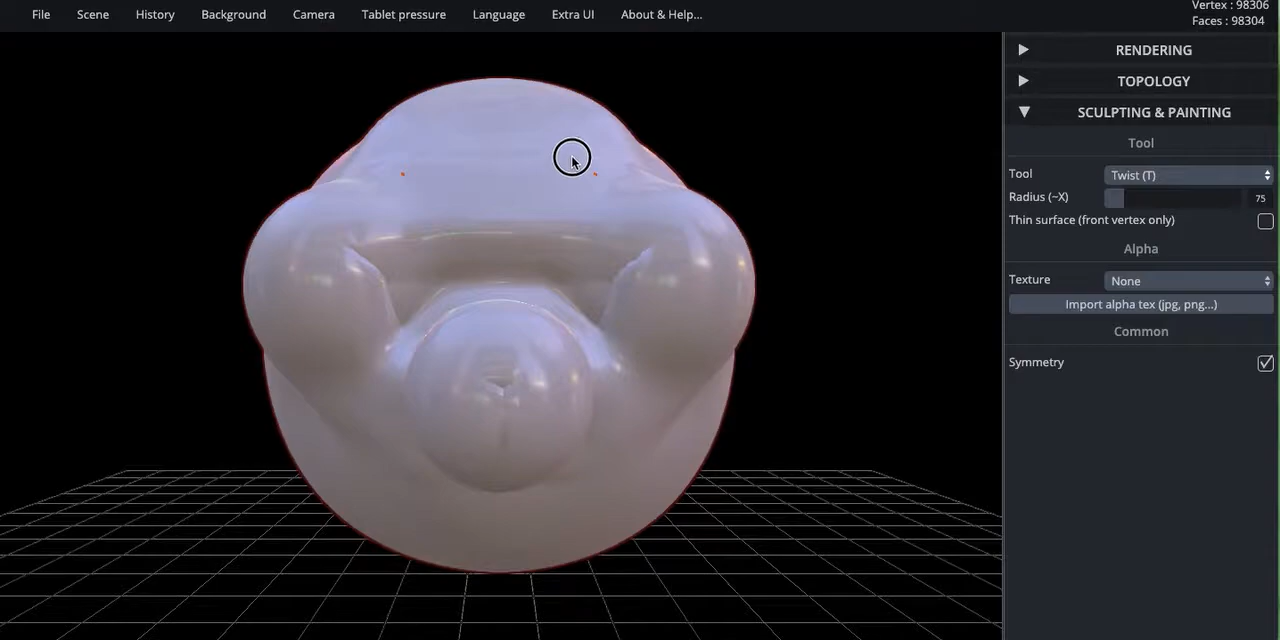 File Scene History Background Camera Tablet pressure Language Extra UI About & Help...
Vertex : 98306
Faces : 98304
RENDERING
TOPOLOGY
SCULPTING & PAINTING
Tool
Tool Twist (T)
Radius (~X) 75
Thin surface (front vertex only)
Alpha
Texture None
Import alpha tex (jpg, png...)
Common
Symmetry